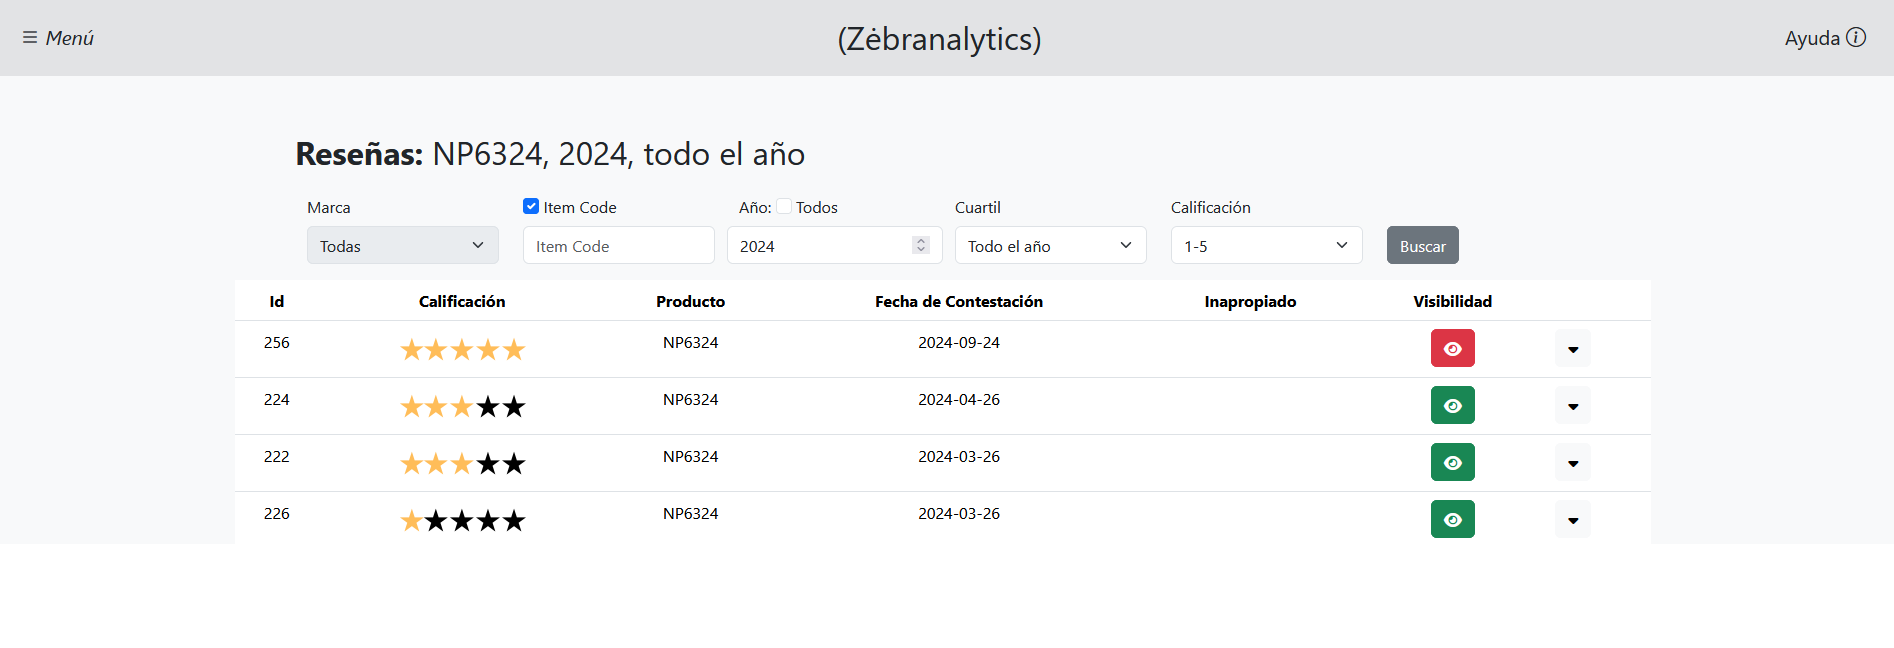 Menú (Zėbranalytics) Ayuda
Reseñas: NP6324, 2024, todo el año
Marca Item Code Año: Todos Cuartil Calificación
Todas Item Code 2024 Todo el año 1-5 Buscar
Id Calificación Producto Fecha de Contestación Inapropiado Visibilidad
256 NP6324 2024-09-24
224 NP6324 2024-04-26
222 NP6324 2024-03-26
226 NP6324 2024-03-26